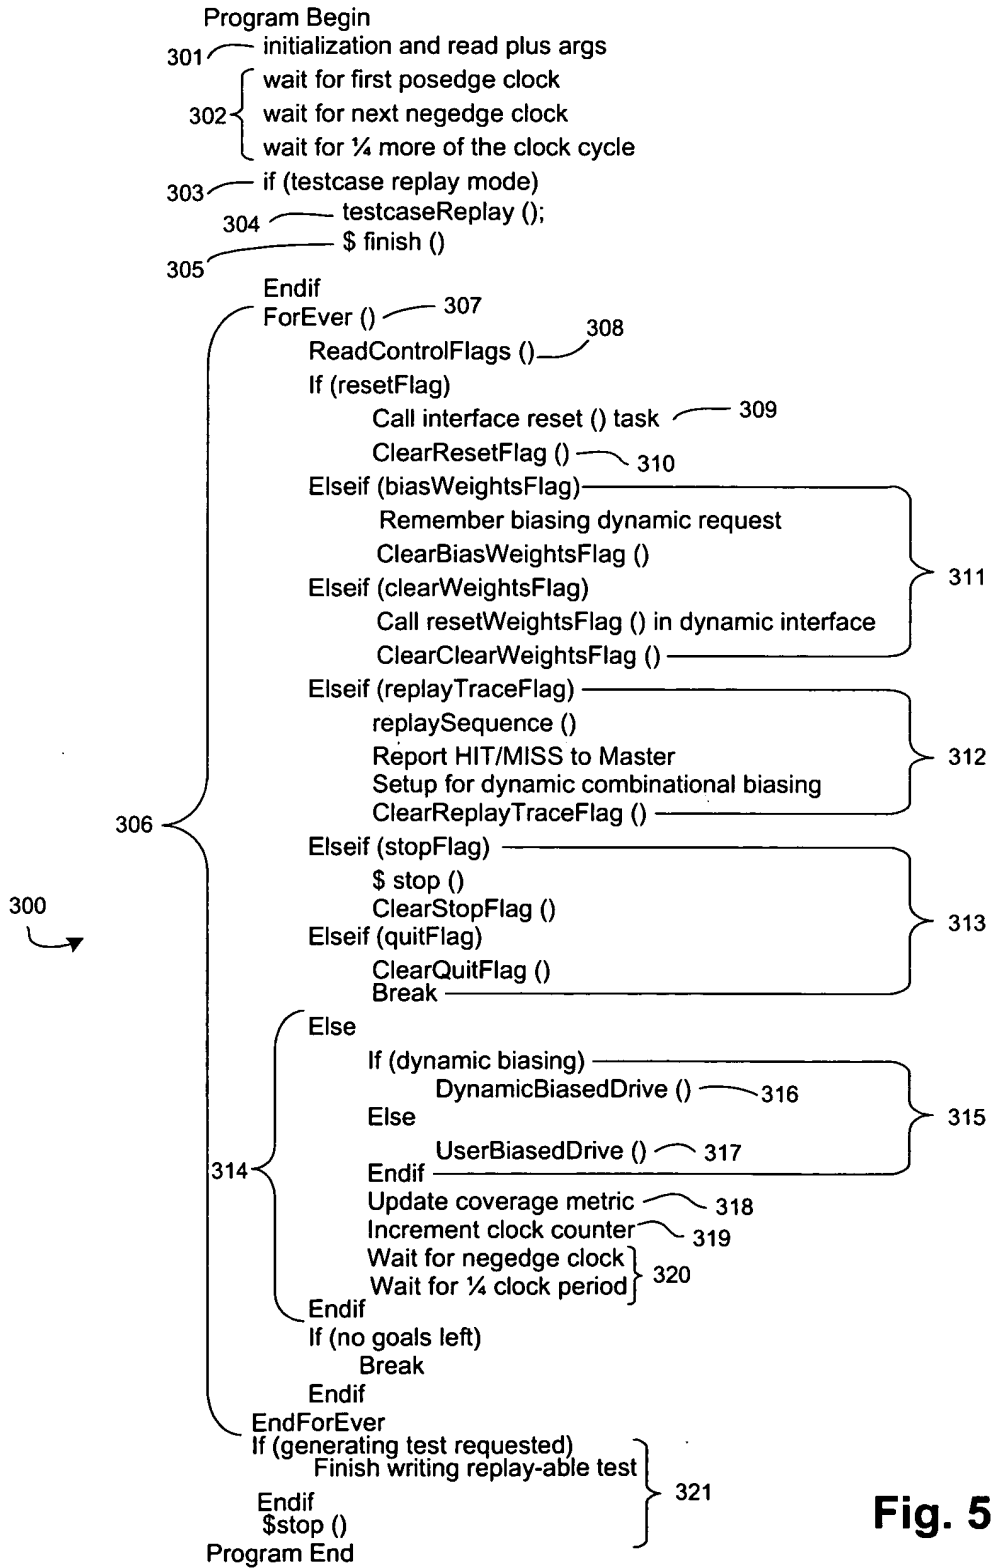 Program Begin
301 initialization and read plus args
wait for first posedge clock
302 wait for next negedge clock
wait for ¼ more of the clock cycle
303 if (testcase replay mode)
304 testcaseReplay ();
305 $ finish ()
Endif
ForEver () 307
ReadControlFlags () 308
If (resetFlag)
Call interface reset () task 309
ClearResetFlag () 310
Elseif (biasWeightsFlag)
Remember biasing dynamic request
ClearBiasWeightsFlag ()
311
Elseif (clearWeightsFlag)
Call resetWeightsFlag () in dynamic interface
ClearClearWeightsFlag ()
Elseif (replayTraceFlag)
replaySequence ()
Report HIT/MISS to Master 312
Setup for dynamic combinational biasing
ClearReplayTraceFlag ()
306
Elseif (stopFlag)
$ stop ()
300
ClearStopFlag ()
313
Elseif (quitFlag)
ClearQuitFlag ()
Break
Else
If (dynamic biasing)
DynamicBiasedDrive () 316
Else 315
UserBiasedDrive () 317
314 Endif
Update coverage metric 318
Increment clock counter 319
Wait for negedge clock
320
Wait for ¼ clock period
Endif
If (no goals left)
Break
Endif
EndForEver
If (generating test requested)
Finish writing replay-able test
321
Endif
$stop ()
Program End
Fig. 5